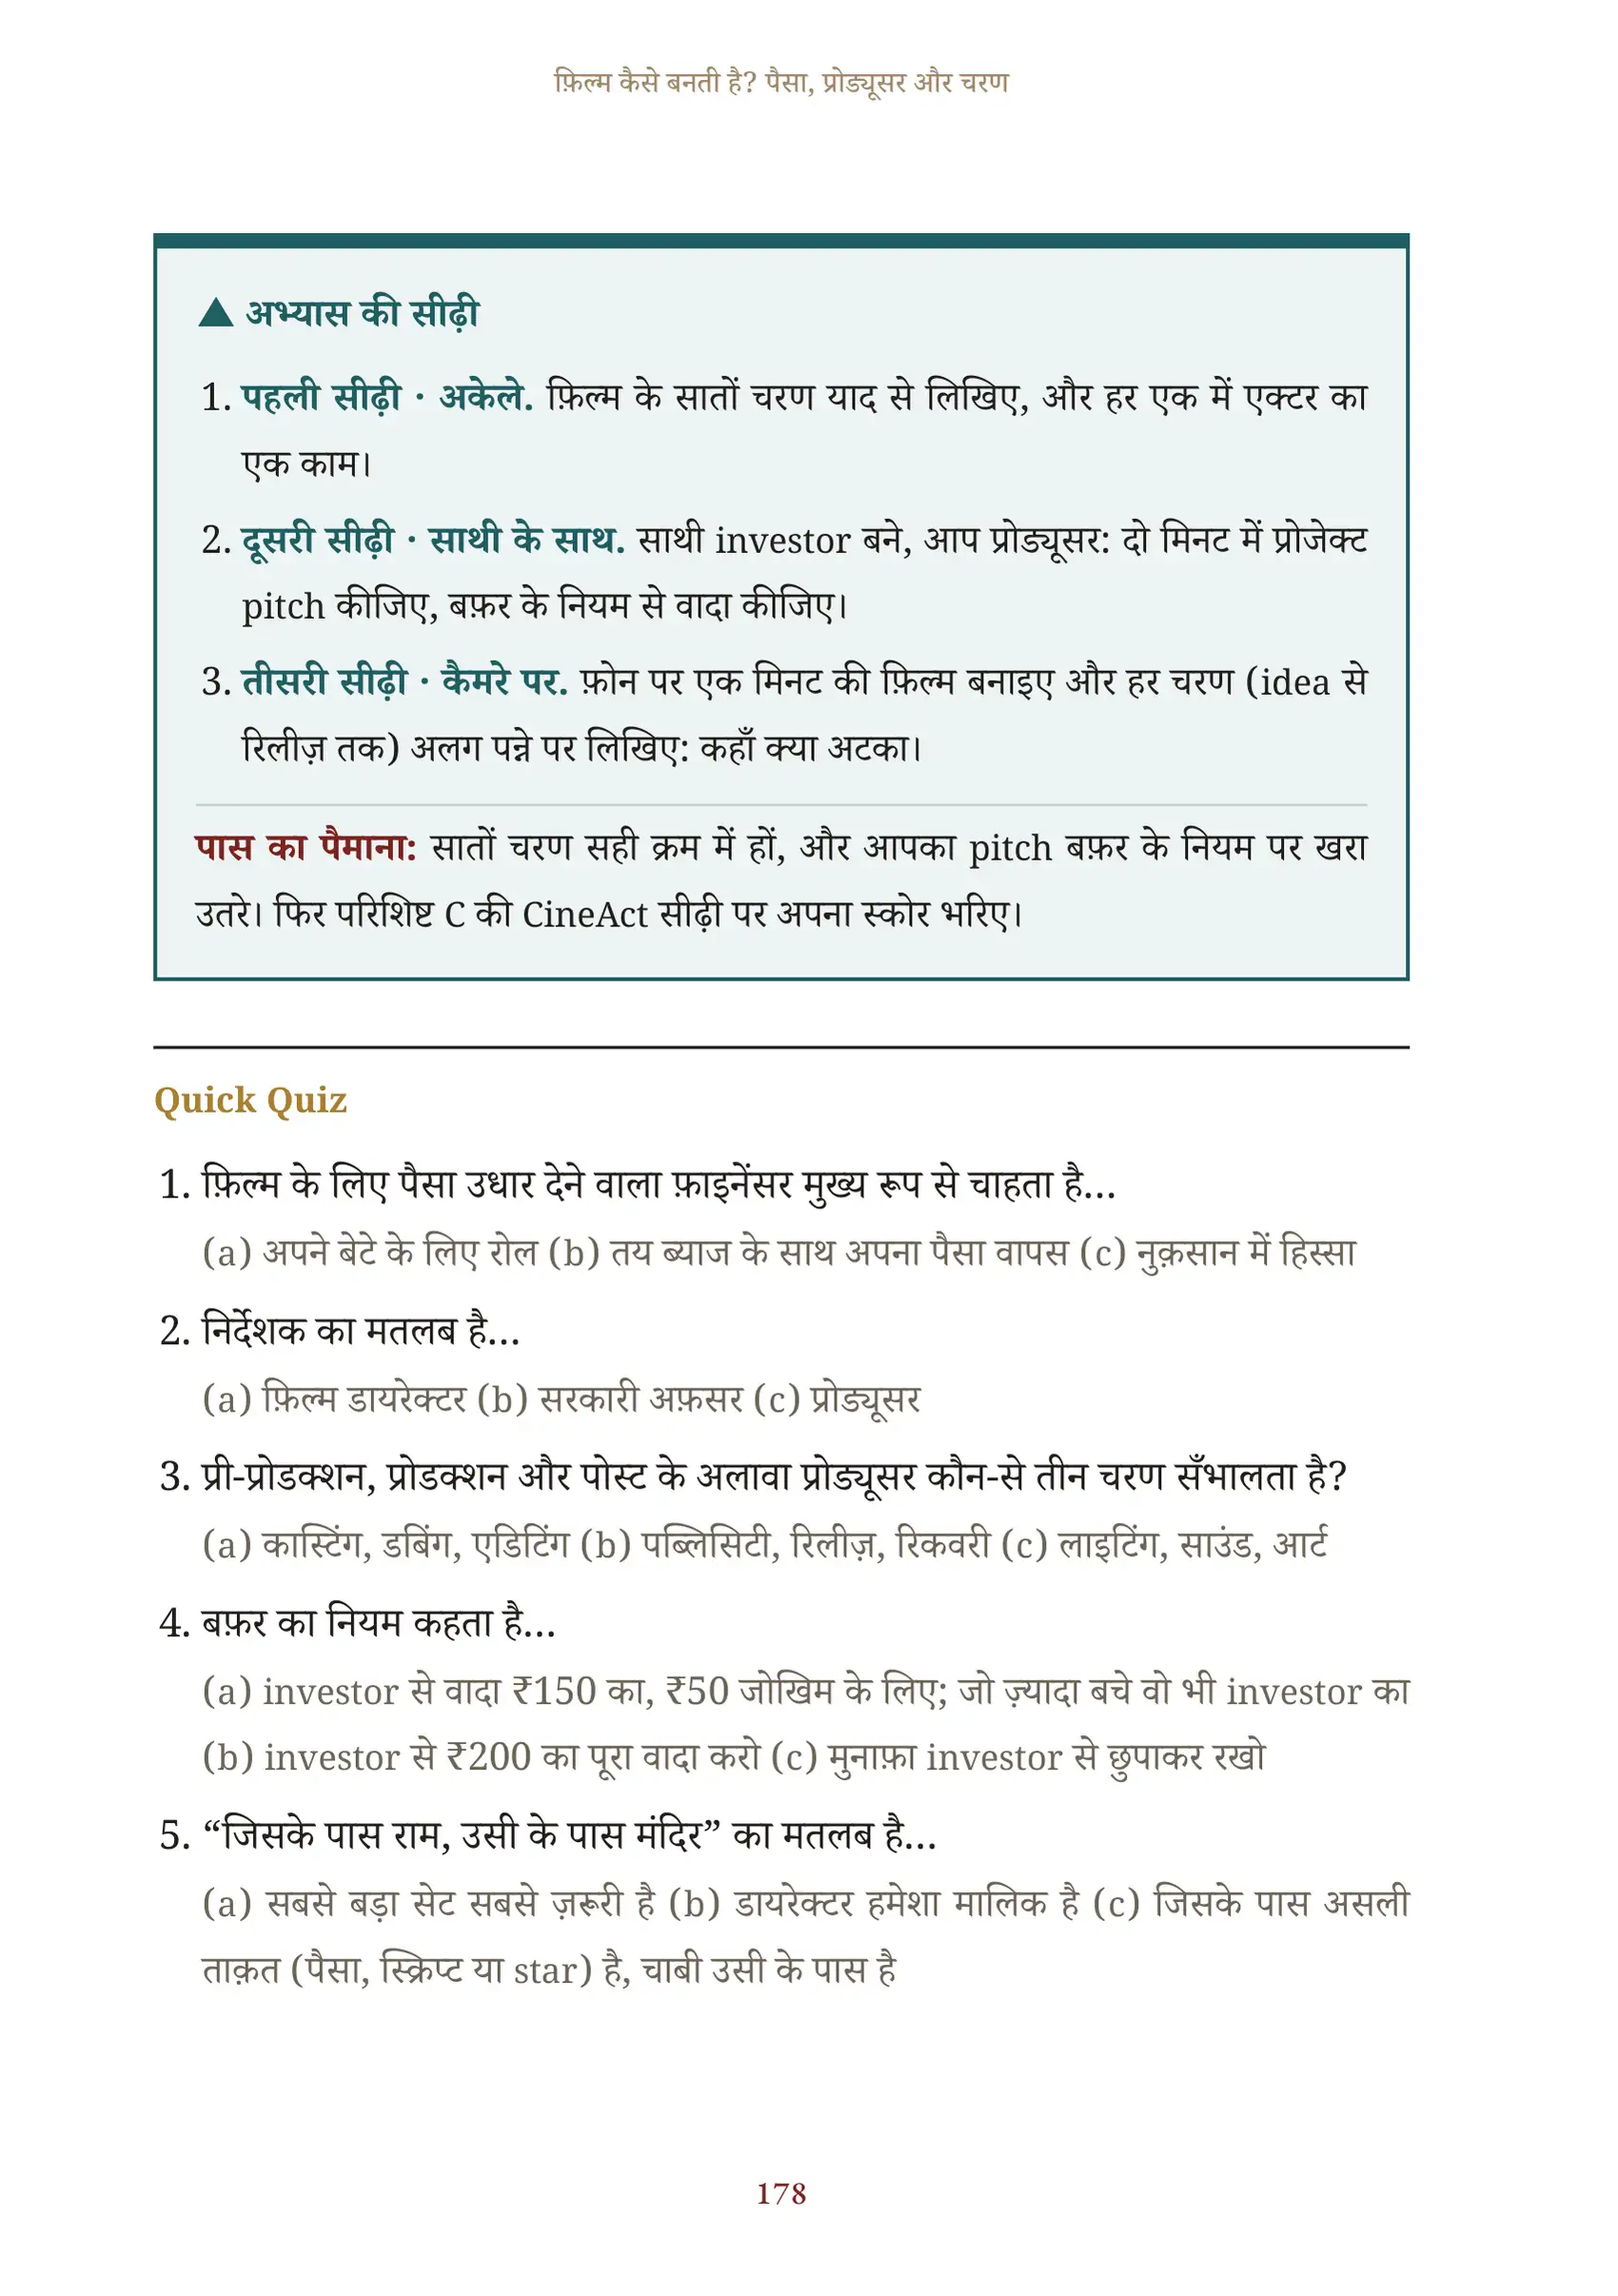 फ़िल्म कैसे बनती है? पैसा, प्रोड्यूसर और चरण
▲ अभ्यास की सीढ़ी
1. पहली सीढ़ी · अकेले. फ़िल्म के सातों चरण याद से लिखिए, और हर एक में एक्टर का
एक काम।
2. दूसरी सीढ़ी · साथी के साथ. साथी investor बने, आप प्रोड्यूसर: दो मिनट में प्रोजेक्ट
pitch कीजिए, बफ़र के नियम से वादा कीजिए।
3. तीसरी सीढ़ी · कैमरे पर. फ़ोन पर एक मिनट की फ़िल्म बनाइए और हर चरण (idea से
रिलीज़ तक) अलग पन्ने पर लिखिए: कहाँ क्या अटका।
पास का पैमाना: सातों चरण सही क्रम में हों, और आपका pitch बफ़र के नियम पर खरा
उतरे। फिर परिशिष्ट C की CineAct सीढ़ी पर अपना स्कोर भरिए।
Quick Quiz
1. फ़िल्म के लिए पैसा उधार देने वाला फ़ाइनेंसर मुख्य रूप से चाहता है…
(a) अपने बेटे के लिए रोल (b) तय ब्याज के साथ अपना पैसा वापस (c) नुक़सान में हिस्सा
2. निर्देशक का मतलब है…
(a) फ़िल्म डायरेक्टर (b) सरकारी अफ़सर (c) प्रोड्यूसर
3. प्री-प्रोडक्शन, प्रोडक्शन और पोस्ट के अलावा प्रोड्यूसर कौन-से तीन चरण सँभालता है?
(a) कास्टिंग, डबिंग, एडिटिंग (b) पब्लिसिटी, रिलीज़, रिकवरी (c) लाइटिंग, साउंड, आर्ट
4. बफ़र का नियम कहता है…
(a) investor से वादा ₹150 का, ₹50 जोखिम के लिए; जो ज़्यादा बचे वो भी investor का
(b) investor से ₹200 का पूरा वादा करो (c) मुनाफ़ा investor से छुपाकर रखो
5. “जिसके पास राम, उसी के पास मंदिर” का मतलब है…
(a) सबसे बड़ा सेट सबसे ज़रूरी है (b) डायरेक्टर हमेशा मालिक है (c) जिसके पास असली
ताक़त (पैसा, स्क्रिप्ट या star) है, चाबी उसी के पास है
178